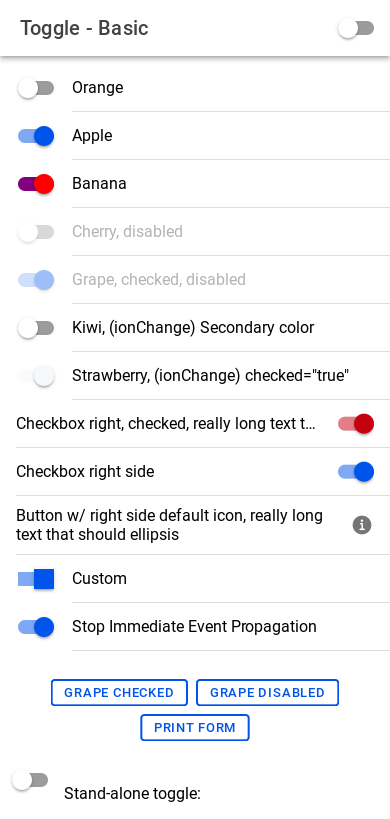 Toggle - Basic
Orange
Apple
Banana
Cherry, disabled
Grape, checked, disabled
Kiwi, (ionChange) Secondary color
Strawberry, (ionChange) checked="true"
Checkbox right, checked, really long text t...
Checkbox right side
Button w/ right side default icon, really long
text that should ellipsis
Custom
Stop Immediate Event Propagation
GRAPE CHECKED GRAPE DISABLED
PRINT FORM
Stand-alone toggle: